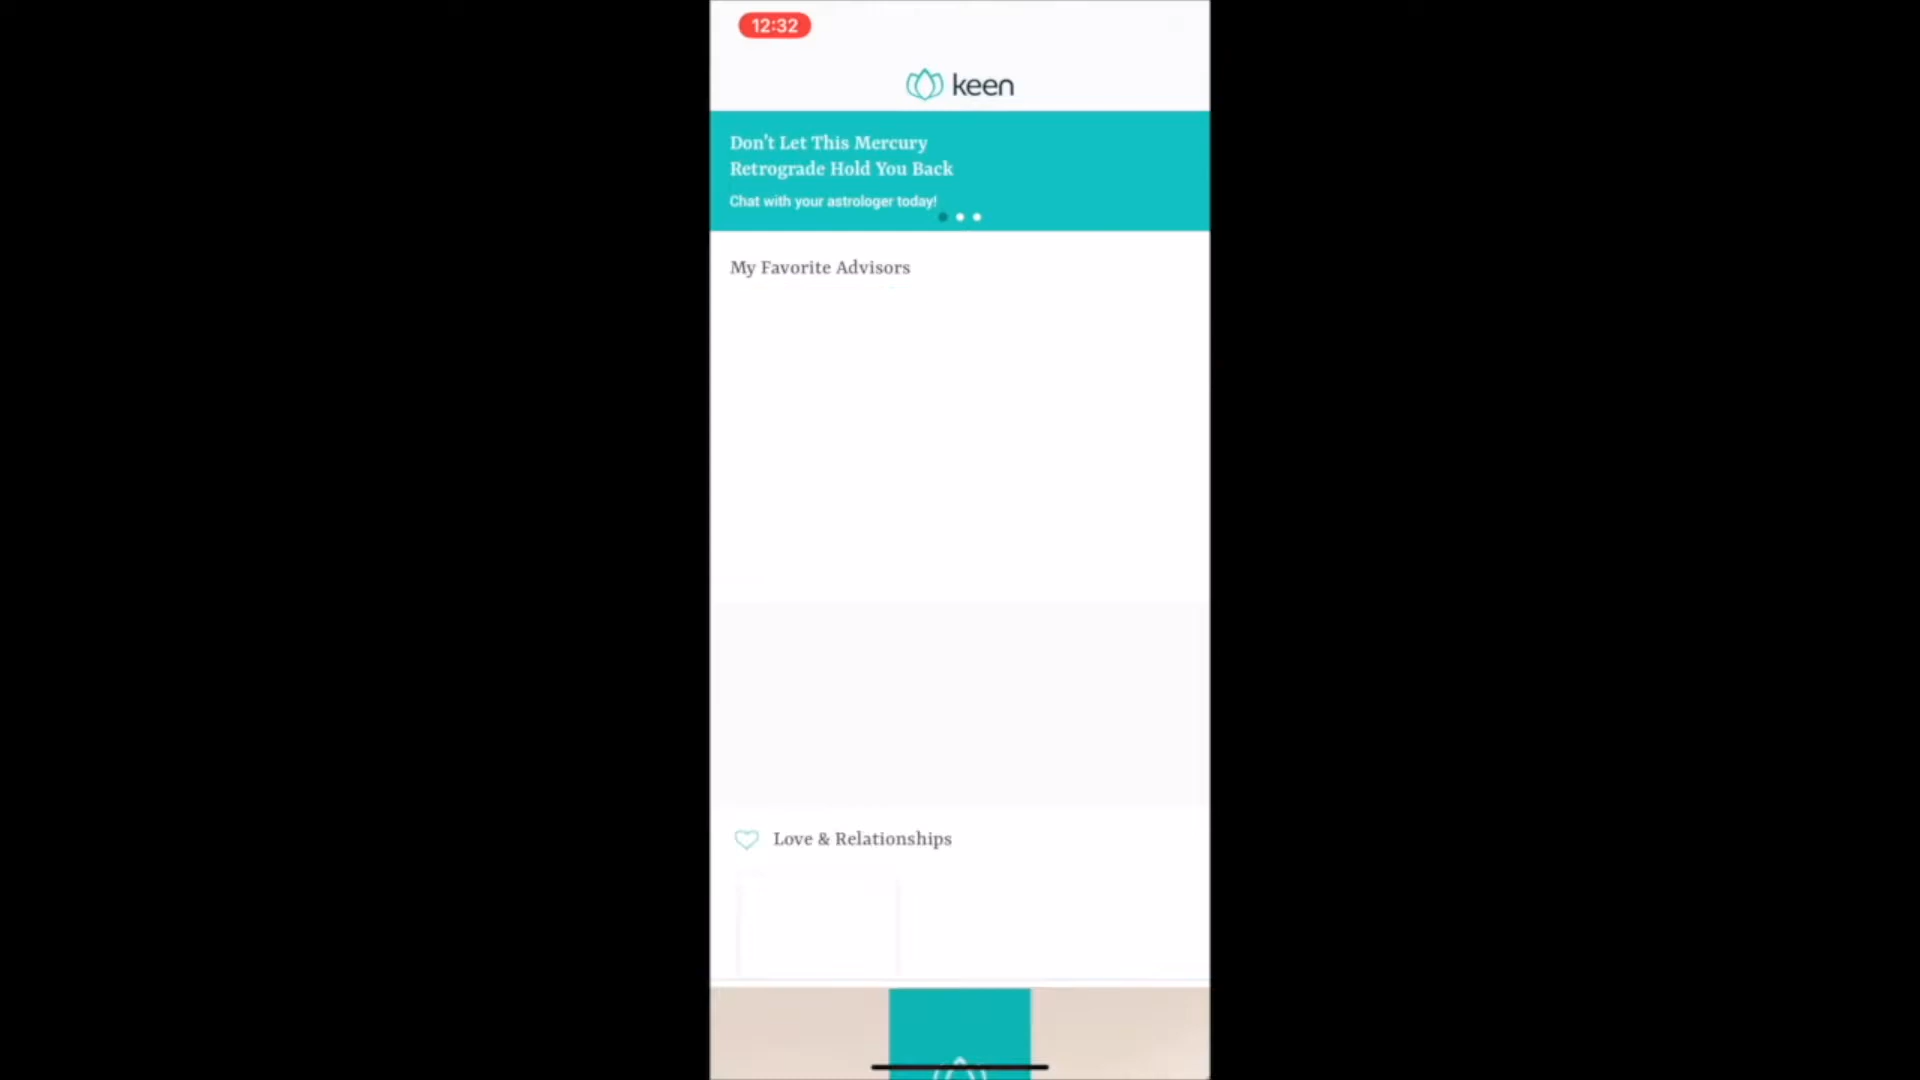 12:32
keen
Don't Let This Mercury
Retrograde Hold You Back
Chat with your astrologer today!
My Favorite Advisors
Love & Relationships